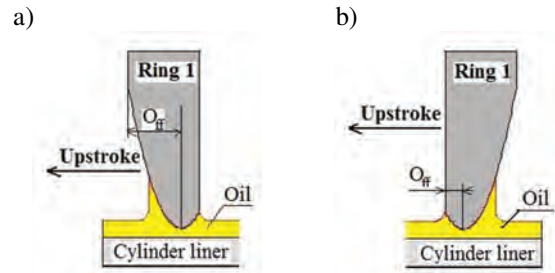 a)
b)
Ring 1
Ring 1
Off
Upstroke
Upstroke
Off
Oil
Oil
Cylinder liner
Cylinder liner